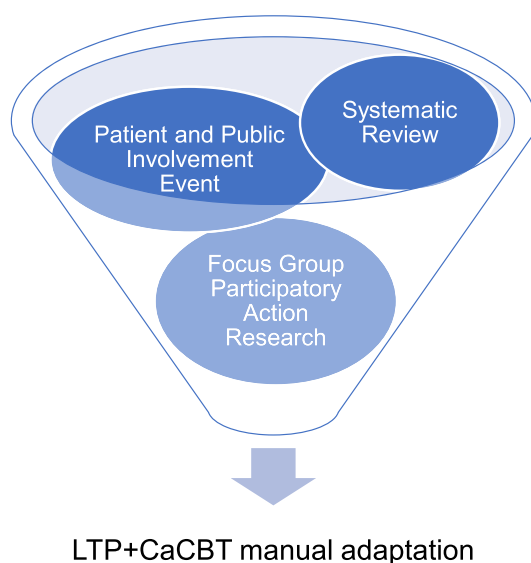 Patient and Public
Involvement
Event
Systematic
Review
Focus Group
Participatory
Action
Research
LTP+CaCBT manual adaptation